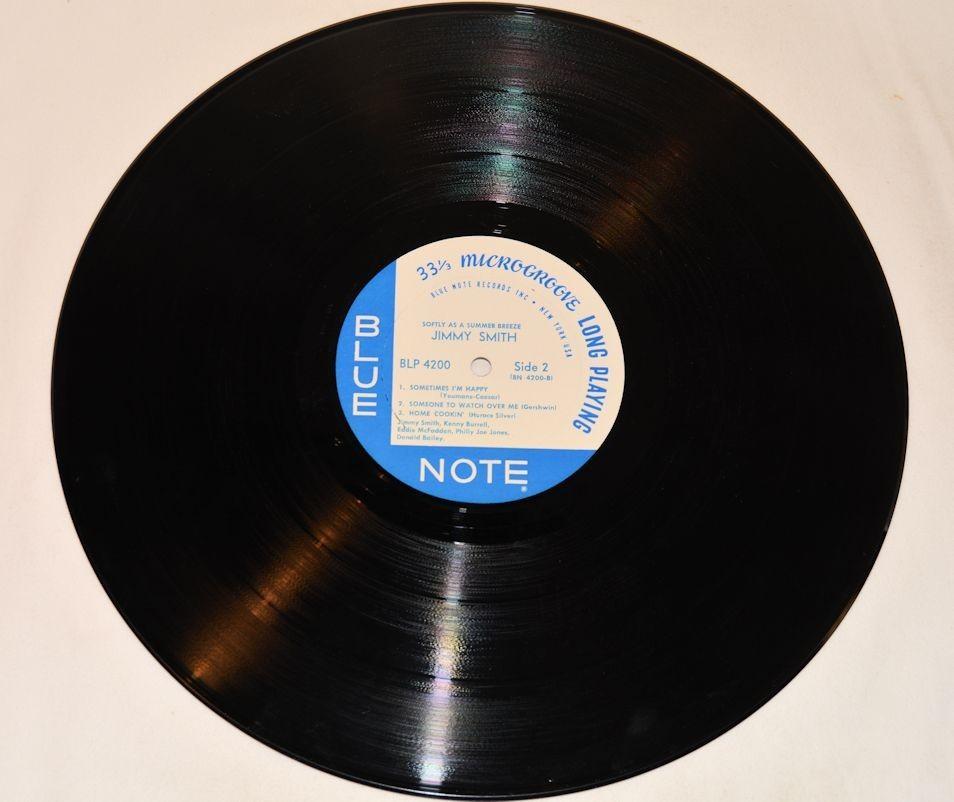 33⅓ MICROGROOVE LONG PLAYING
BLUE NOTE RECORDS INC • NEW YORK USA
SOFTLY AS A SUMMER BREEZE
JIMMY SMITH
BLP 4200
Side 2
(BN 4200-B)
1. SOMETIMES I'M HAPPY
(Youmans-Caesar)
2. SOMEONE TO WATCH OVER ME (Gershwin)
3. HOME COOKIN' (Horace Silver)
Jimmy Smith, Kenny Burrell,
Eddie McFadden, Philly Joe Jones,
Donald Bailey.
BLUE
NOTE®